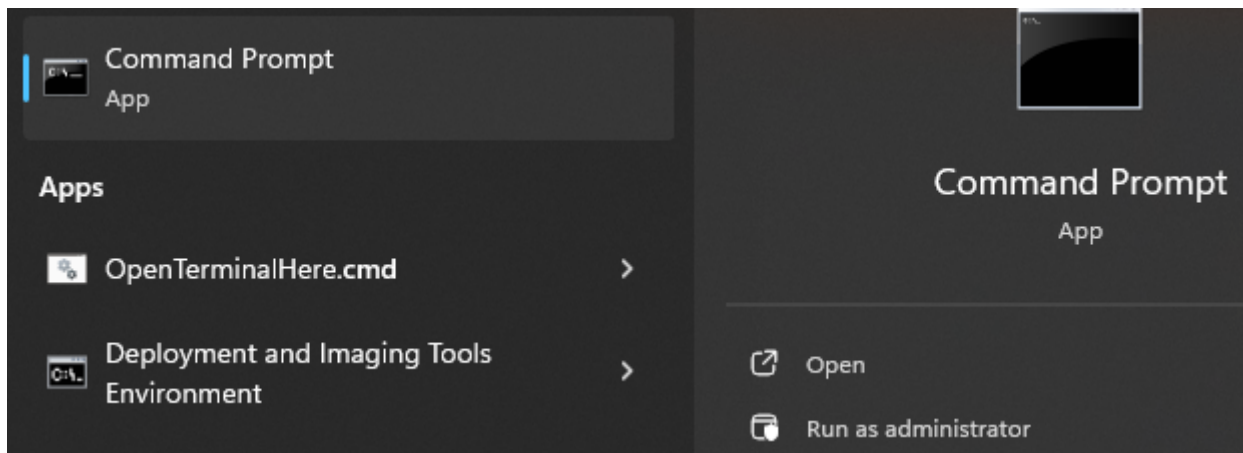 Command Prompt
App
Apps
OpenTerminalHere.cmd
Deployment and Imaging Tools
Environment
Command Prompt
App
Open
Run as administrator